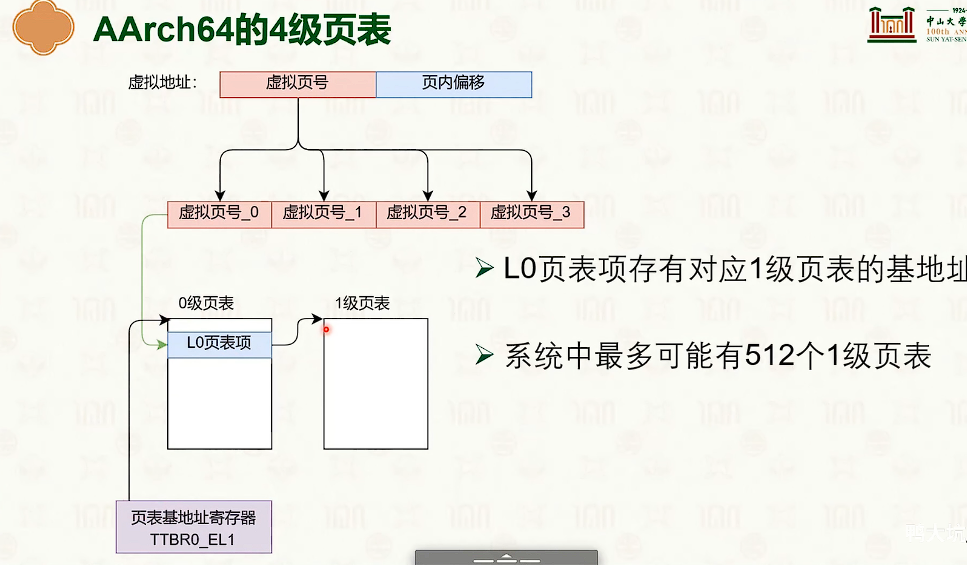 AArch64的4级页表
1924-
中山大学
100th ANN
SUN YAT-SEN
虚拟地址：
虚拟页号
页内偏移
虚拟页号_0
虚拟页号_1
虚拟页号_2
虚拟页号_3
L0页表项存有对应1级页表的基地址
0级页表
1级页表
L0页表项
系统中最多可能有512个1级页表
页表基地址寄存器
TTBR0_EL1